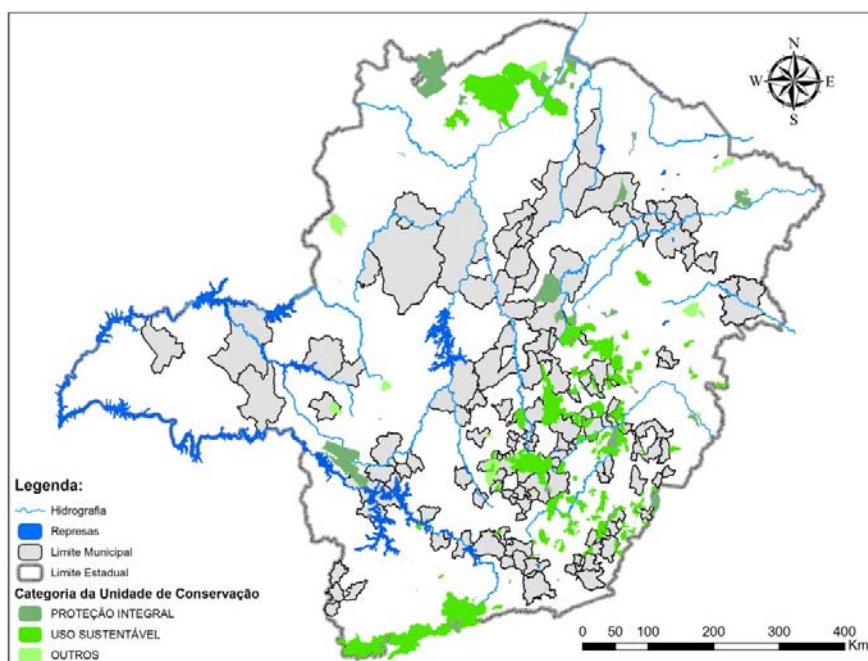 N
W E
S
Legenda:
Hidrografia
Represas
Limite Municipal
Limite Estadual
Categoria da Unidade de Conservação
PROTEÇÃO INTEGRAL
USO SUSTENTÁVEL
OUTROS
0 50 100 200 300 400
Km